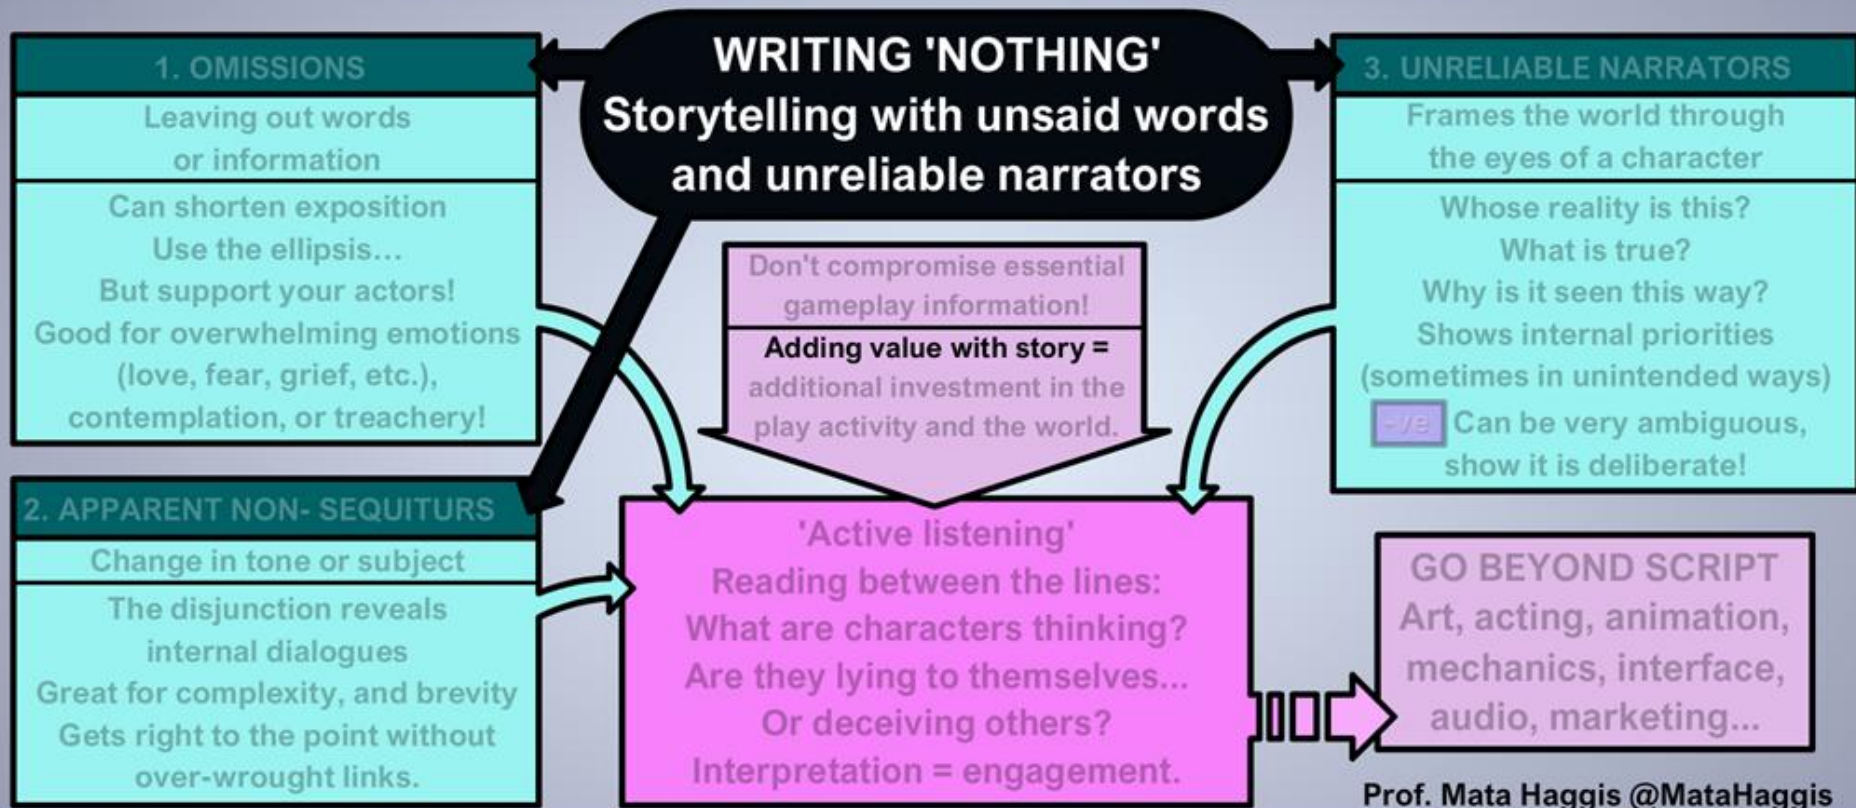 WRITING 'NOTHING'
Storytelling with unsaid words
and unreliable narrators
1. OMISSIONS
Leaving out words
or information
Can shorten exposition
Use the ellipsis...
But support your actors!
Good for overwhelming emotions
(love, fear, grief, etc.),
contemplation, or treachery!
2. APPARENT NON- SEQUITURS
Change in tone or subject
The disjunction reveals
internal dialogues
Great for complexity, and brevity
Gets right to the point without
over-wrought links.
3. UNRELIABLE NARRATORS
Frames the world through
the eyes of a character
Whose reality is this?
What is true?
Why is it seen this way?
Shows internal priorities
(sometimes in unintended ways)
-ve Can be very ambiguous,
show it is deliberate!
Don't compromise essential
gameplay information!
Adding value with story =
additional investment in the
play activity and the world.
'Active listening'
Reading between the lines:
What are characters thinking?
Are they lying to themselves...
Or deceiving others?
Interpretation = engagement.
GO BEYOND SCRIPT
Art, acting, animation,
mechanics, interface,
audio, marketing...
Prof. Mata Haggis @MataHaggis